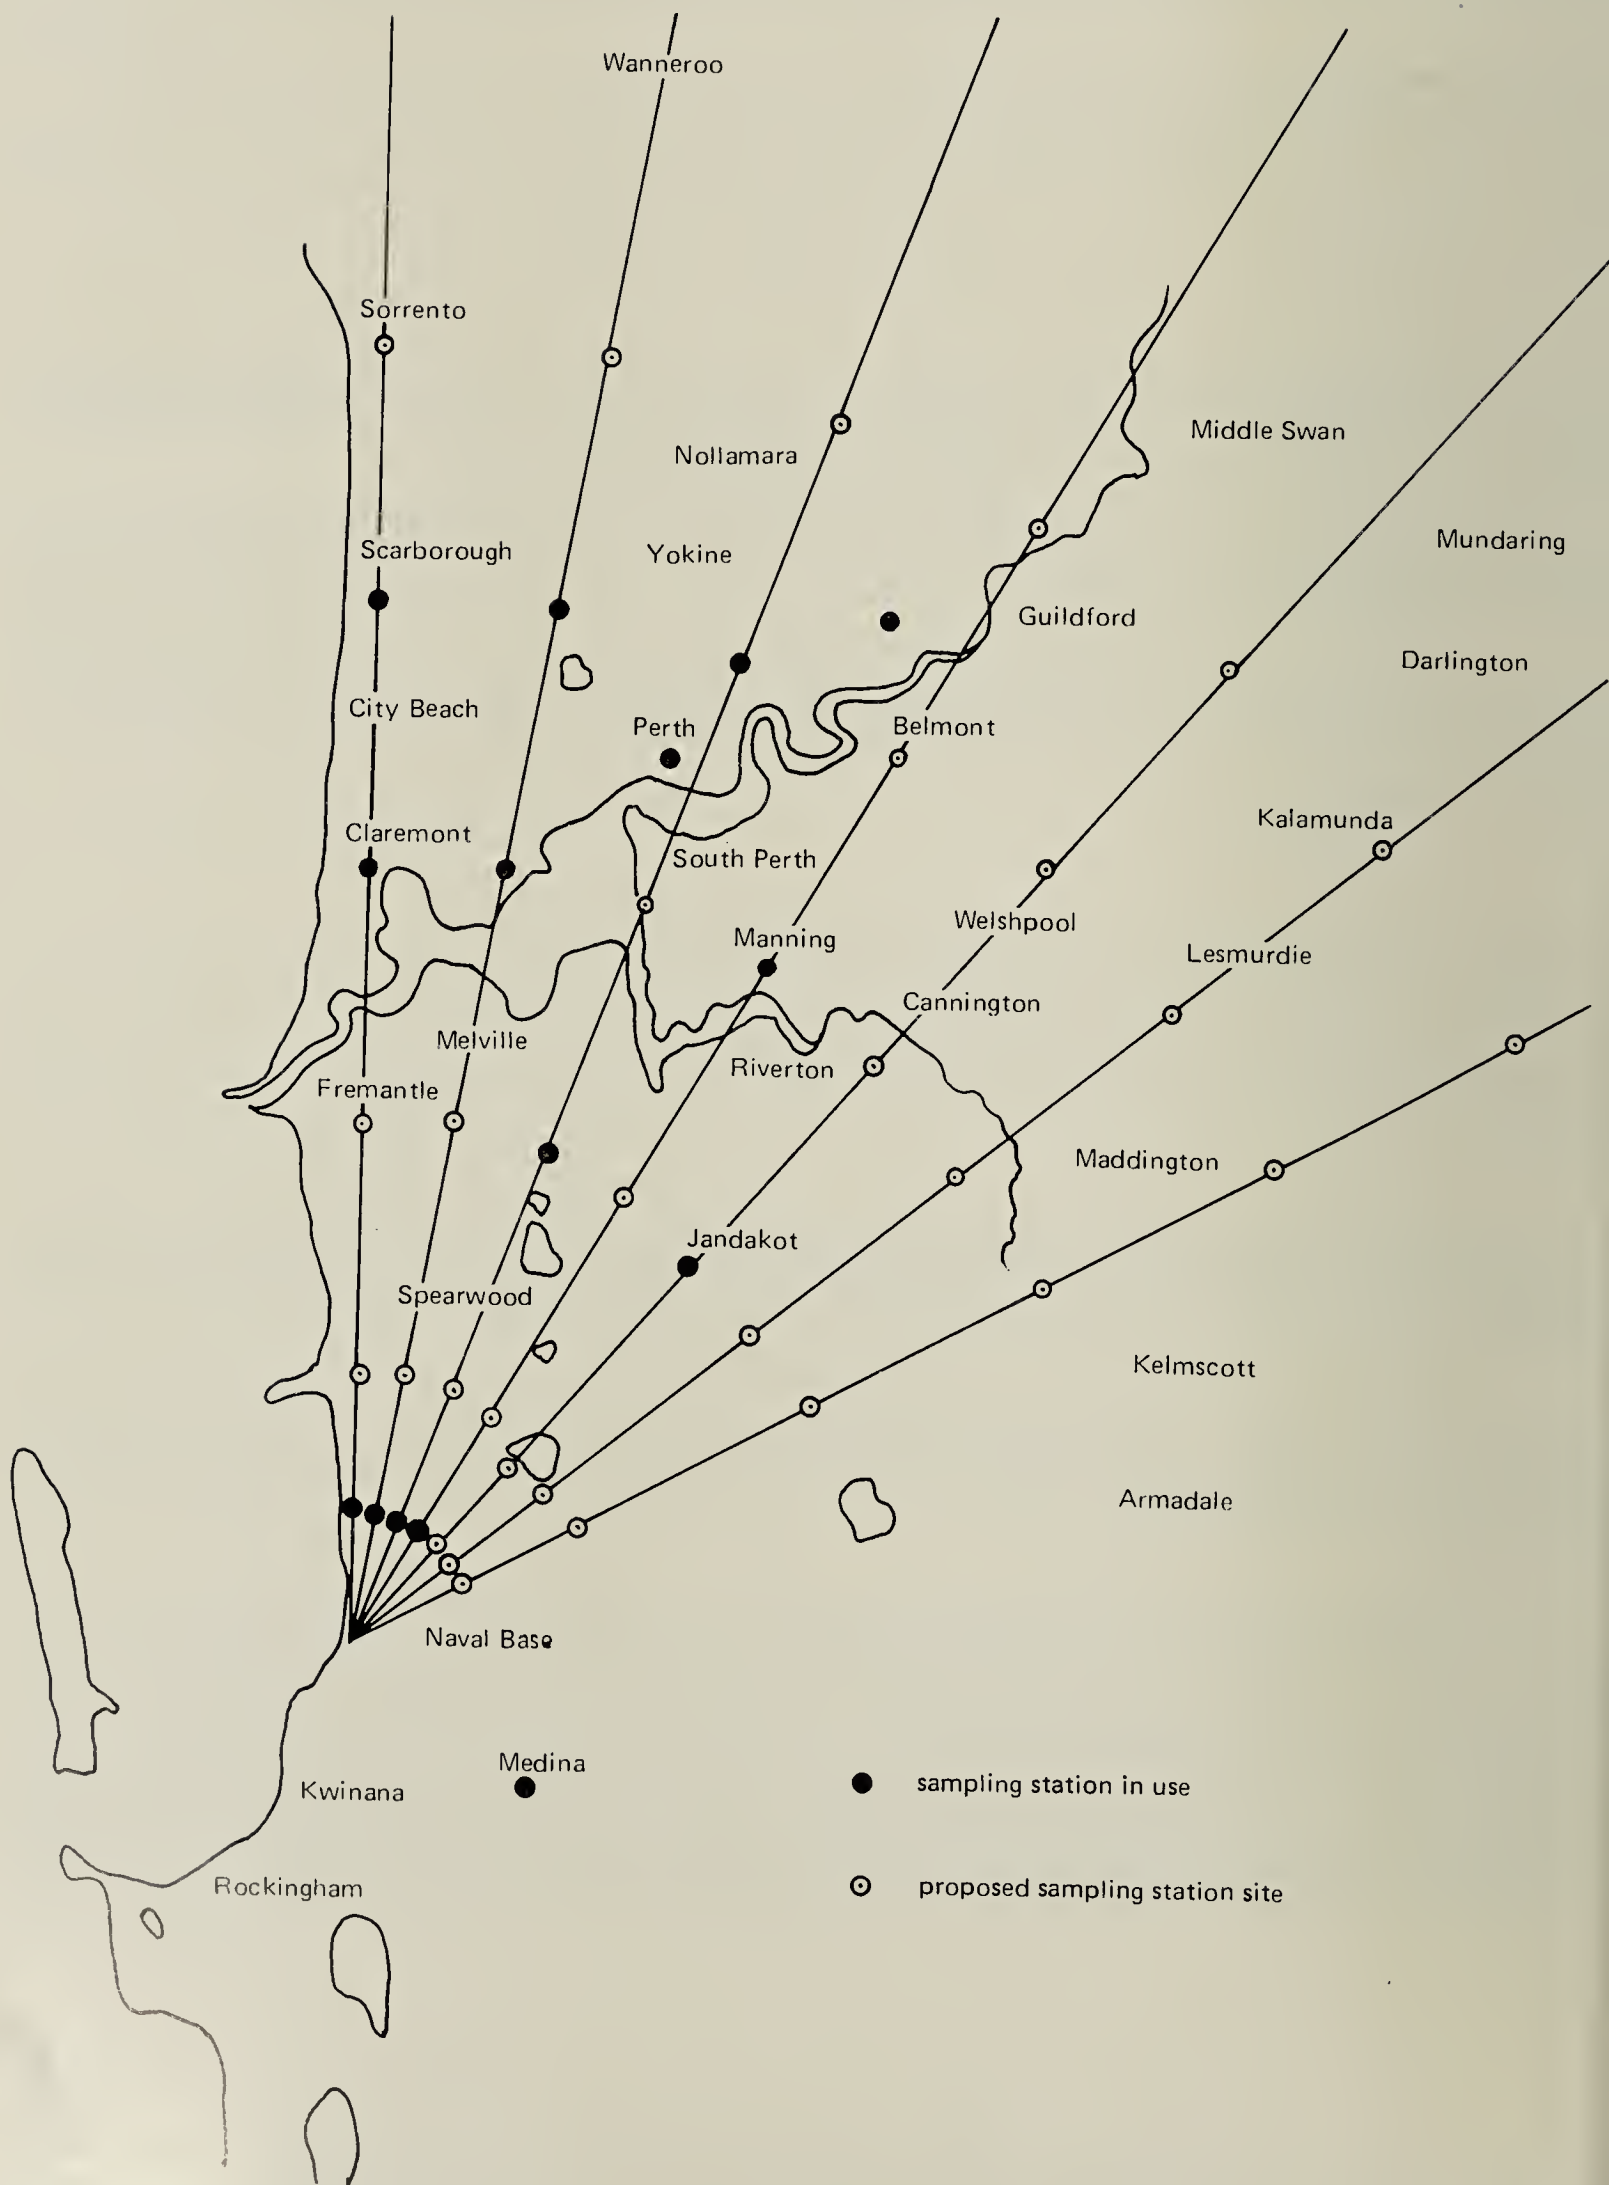 Wanneroo
Sorrento
Middle Swan
Nollamara
Mundaring
Scarborough
Yokine
Guildford
Darlington
City Beach
Perth
Belmont
Kalamunda
Claremont
South Perth
Welshpool
Manning
Lesmurdie
Cannington
Melville
Riverton
Fremantle
Maddington
Jandakot
Spearwood
Kelmscott
Armadale
Naval Base
Medina
Kwinana
sampling station in use
Rockingham
proposed sampling station site